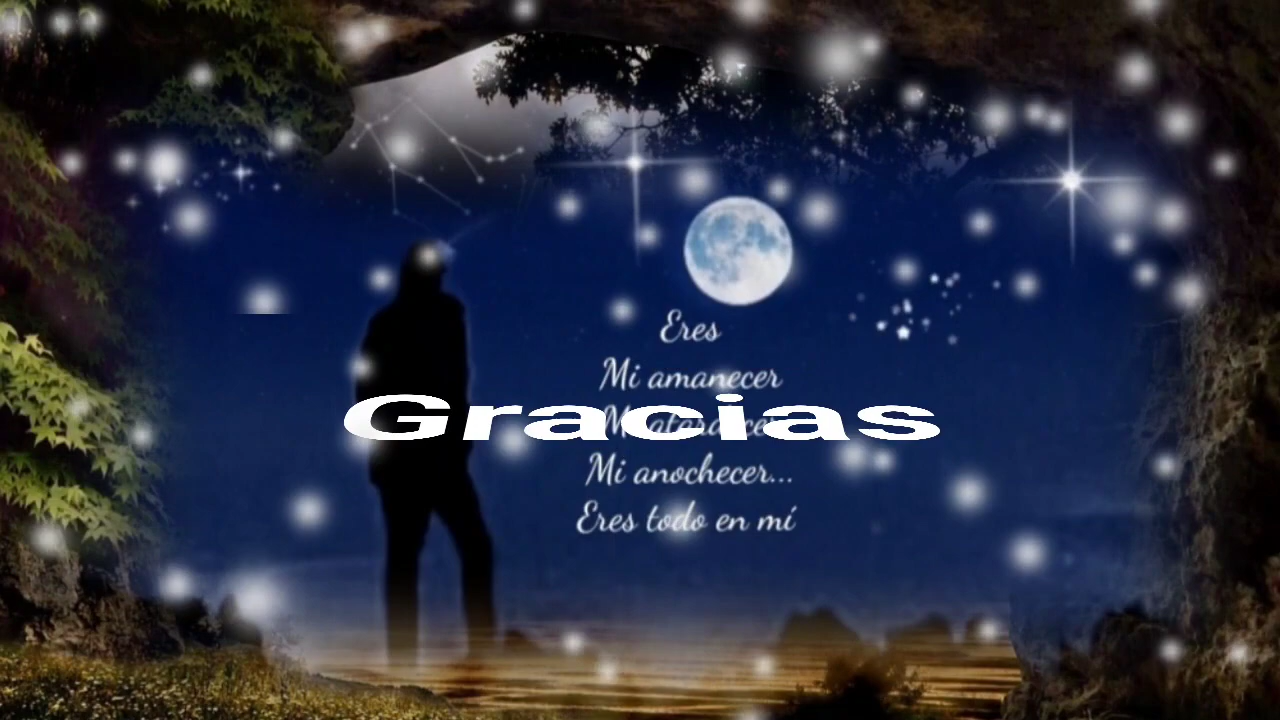 Eres
Mi amanecer
Gracias
Mi anochecer...
Eres todo en mí